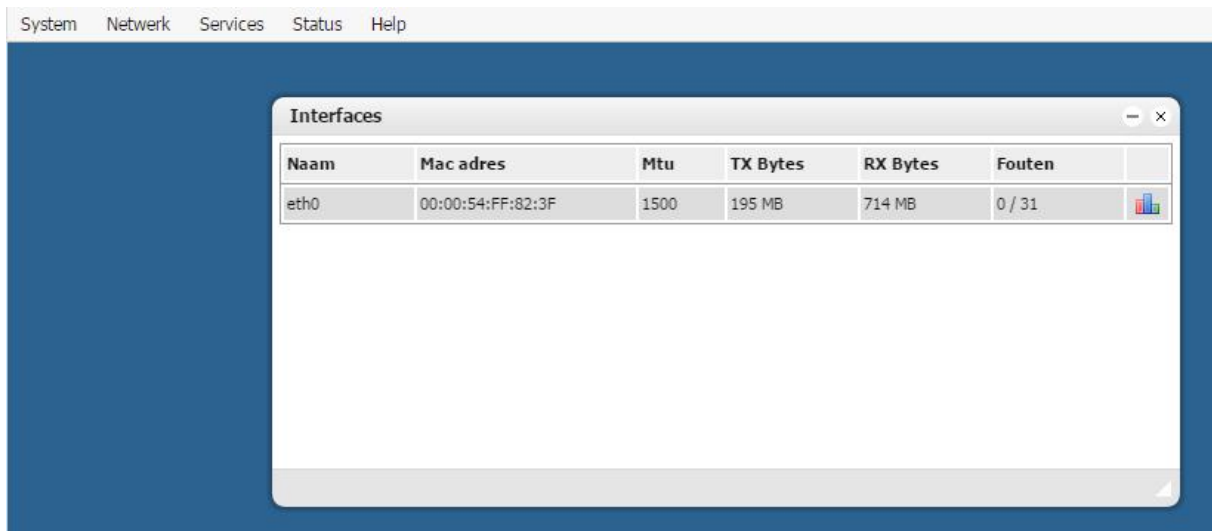 System Netwerk Services Status Help
Interfaces
Naam Mac adres Mtu TX Bytes RX Bytes Fouten
eth0 00:00:54:FF:82:3F 1500 195 MB 714 MB 0 / 31